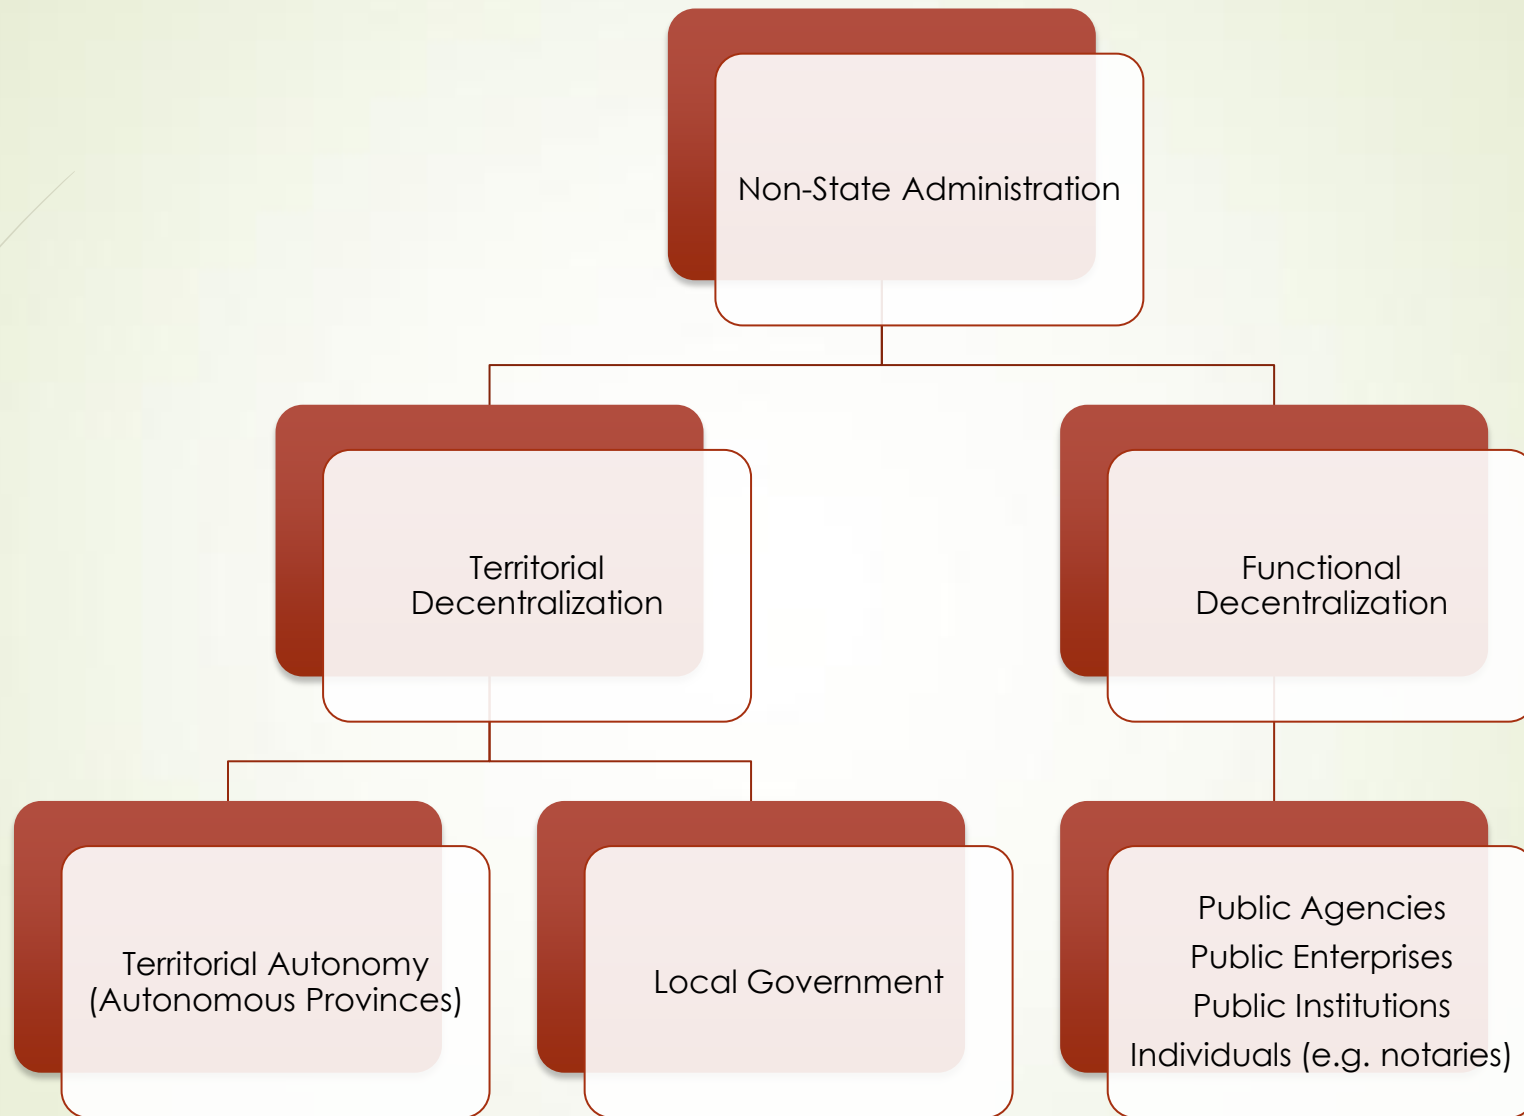 Non-State Administration
Territorial
Decentralization
Functional
Decentralization
Territorial Autonomy
(Autonomous Provinces)
Local Government
Public Agencies
Public Enterprises
Public Institutions
Individuals (e.g. notaries)